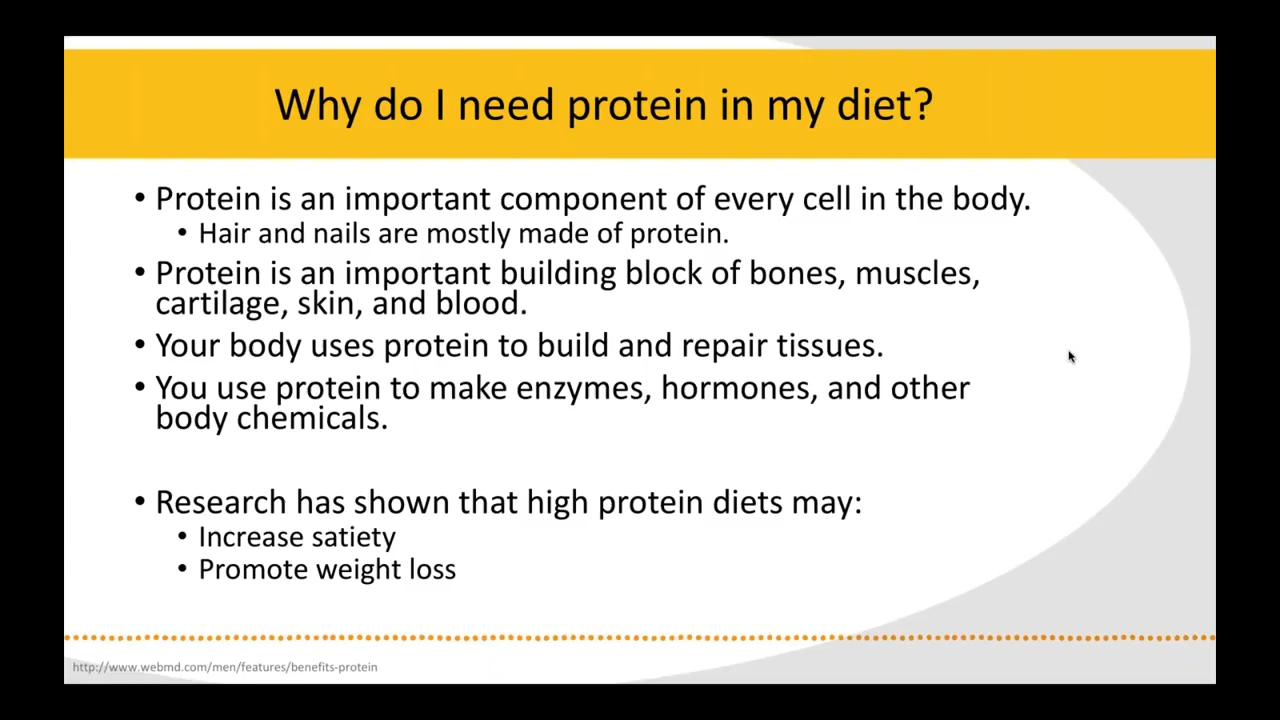 Why do I need protein in my diet?
• Protein is an important component of every cell in the body.
• Hair and nails are mostly made of protein.
• Protein is an important building block of bones, muscles,
cartilage, skin, and blood.
• Your body uses protein to build and repair tissues.
• You use protein to make enzymes, hormones, and other
body chemicals.
• Research has shown that high protein diets may:
• Increase satiety
• Promote weight loss
http://www.webmd.com/men/features/benefits-protein